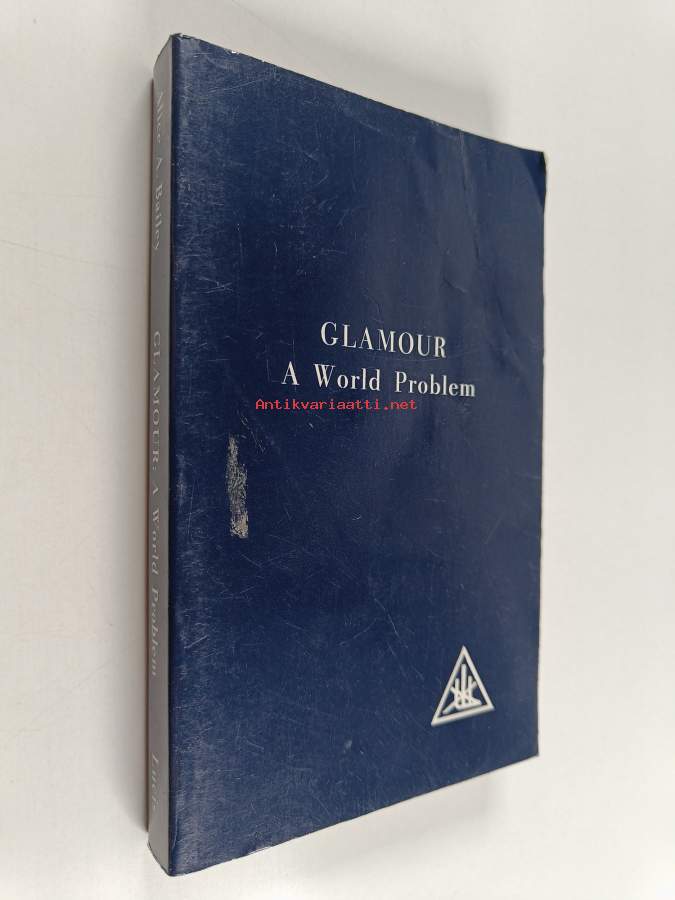 GLAMOUR
A World Problem
Antikvariaatti.net
Alice A. Bailey GLAMOUR: A World Problem